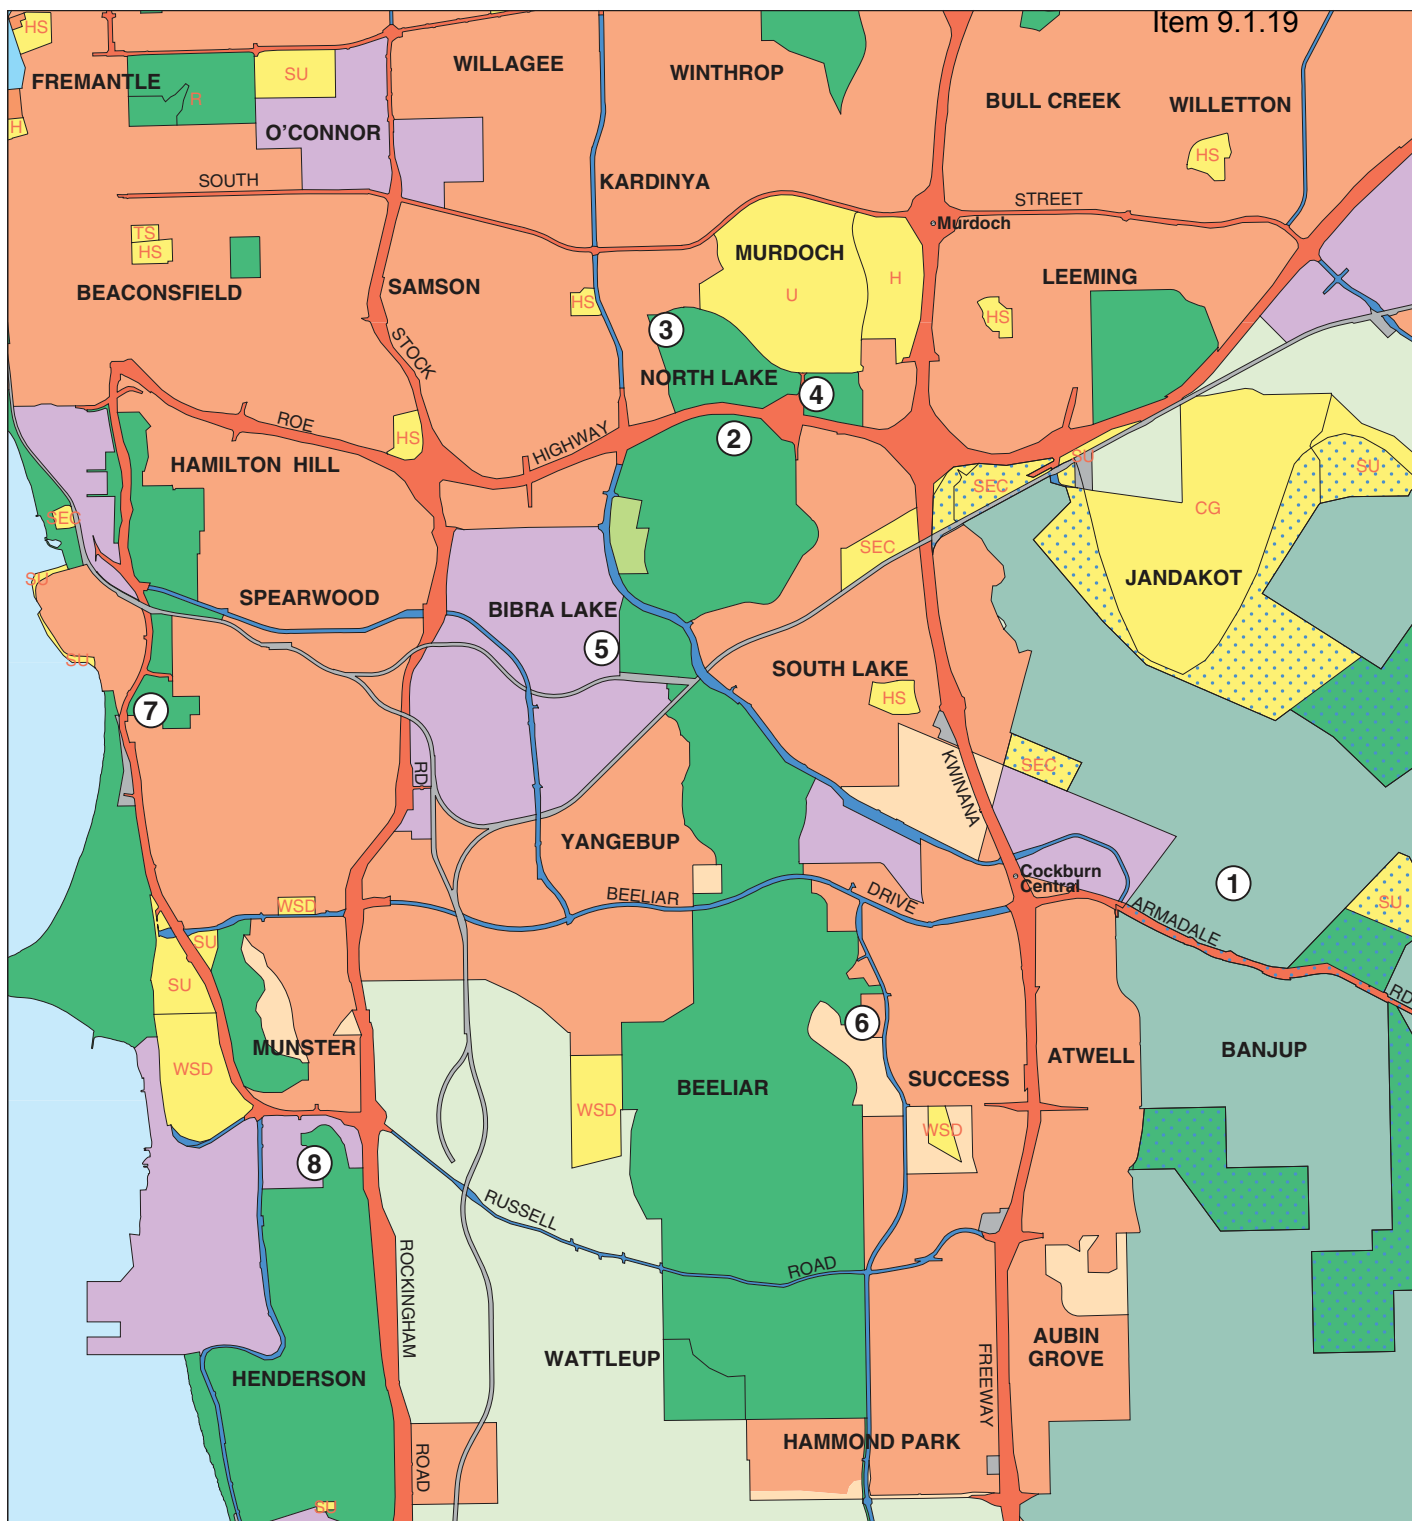 Item 9.1.19
HS
FREMANTLE
SU
WILLAGEE
WINTHROP
BULL CREEK
WILLETTON
R
H
O'CONNOR
HS
SOUTH
KARDINYA
STREET
TS
HS
Murdoch
MURDOCH
BEACONSFIELD
SAMSON
LEEMING
H
U
HS
HS
3
STOCK
NORTH LAKE
4
ROE
HS
HIGHWAY
2
HAMILTON HILL
SU
SU
SEC
CG
SEC
SEC
SU
JANDAKOT
SPEARWOOD
BIBRA LAKE
5
SU
SOUTH LAKE
HS
7
RD
KWINANA
SEC
YANGEBUP
Cockburn
Central
1
BEELIAR
DRIVE
WSD
ARMADALE
SU
SU
SU
RD
6
MUNSTER
ATWELL
BANJUP
WSD
SUCCESS
BEELIAR
WSD
WSD
8
RUSSELL
ROAD
ROCKINGHAM
AUBIN
GROVE
WATTLEUP
HENDERSON
FREEWAY
HAMMOND PARK
ROAD
SU